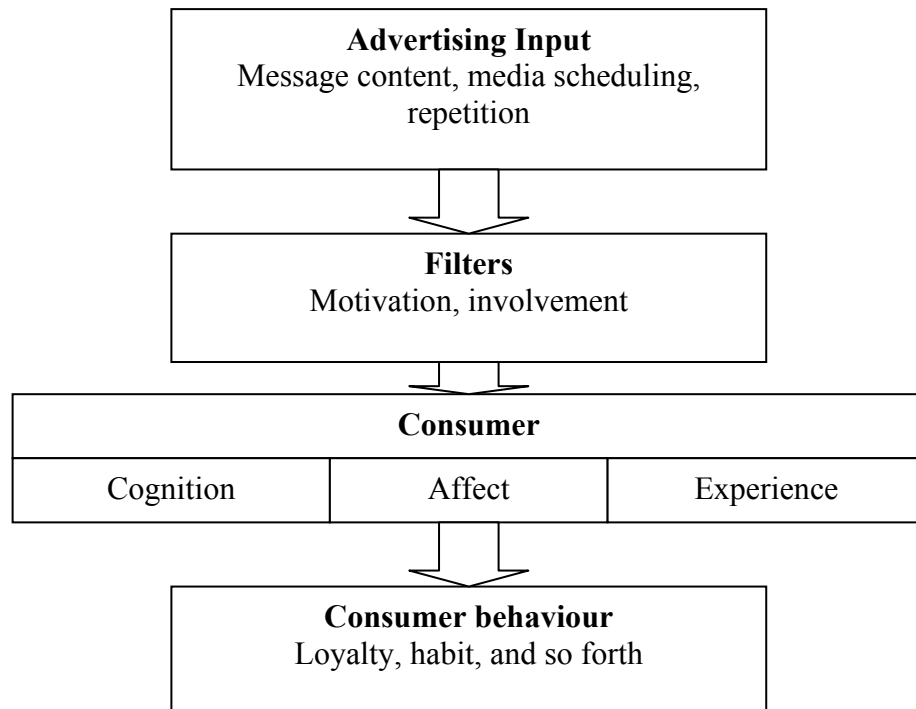 Advertising Input
Message content, media scheduling,
repetition
Filters
Motivation, involvement
Consumer
Cognition
Affect
Experience
Consumer behaviour
Loyalty, habit, and so forth